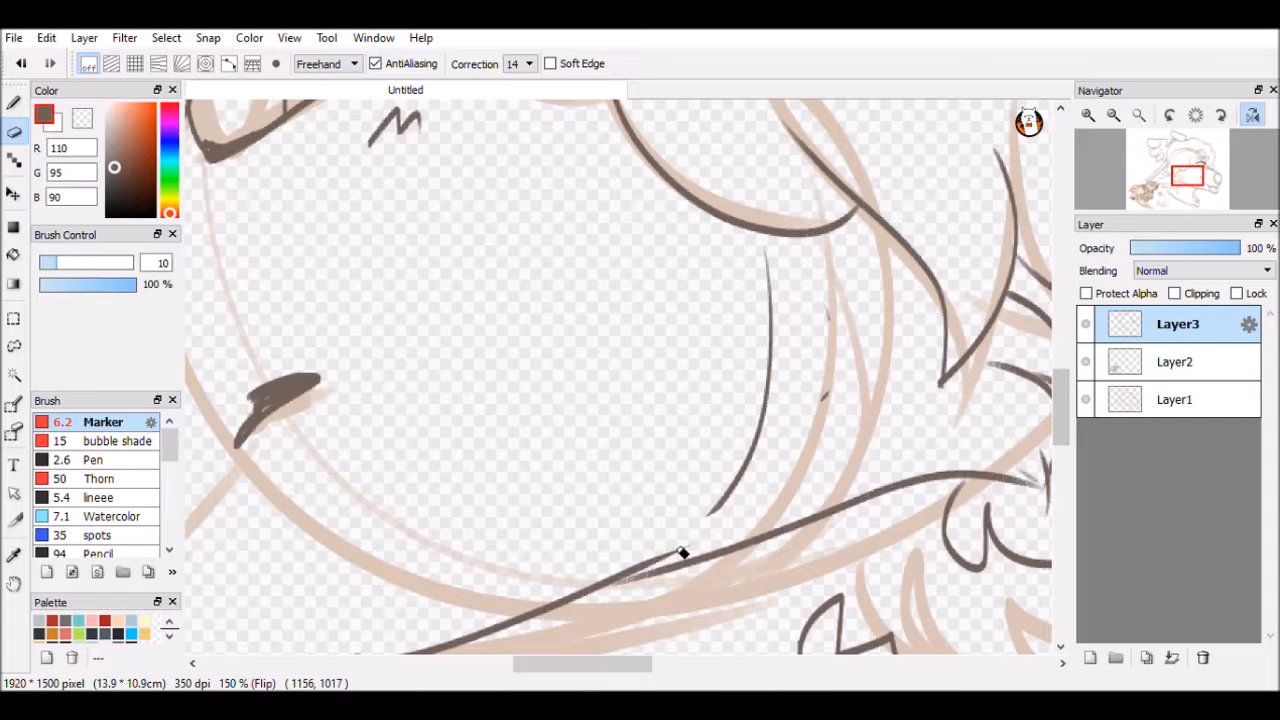 File Edit Layer Filter Select Snap Color View Tool Window Help
off Freehand AntiAliasing Correction 14 Soft Edge
Color
Untitled
Navigator
R 110
G 95
B 90
Brush Control
10
100 %
Layer
Opacity 100 %
Blending Normal
Protect Alpha Clipping Lock
Layer3
Layer2
Layer1
Brush
6.2 Marker
15 bubble shade
2.6 Pen
50 Thorn
5.4 lineee
7.1 Watercolor
35 spots
94 Pencil
Palette
---
1920 * 1500 pixel (13.9 * 10.9cm) 350 dpi 150 % (Flip) ( 1156, 1017 )